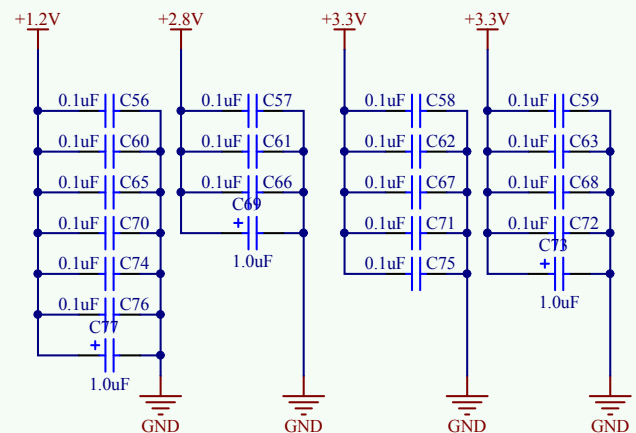 +1.2V +2.8V +3.3V +3.3V
0.1uF C56 0.1uF C57 0.1uF C58 0.1uF C59
0.1uF C60 0.1uF C61 0.1uF C62 0.1uF C63
0.1uF C65 0.1uF C66 0.1uF C67 0.1uF C68
C69
0.1uF C70 0.1uF C71 0.1uF C72
+
C73
0.1uF C74 1.0uF 0.1uF C75 +
0.1uF C76 1.0uF
C77
+
1.0uF
GND GND GND GND